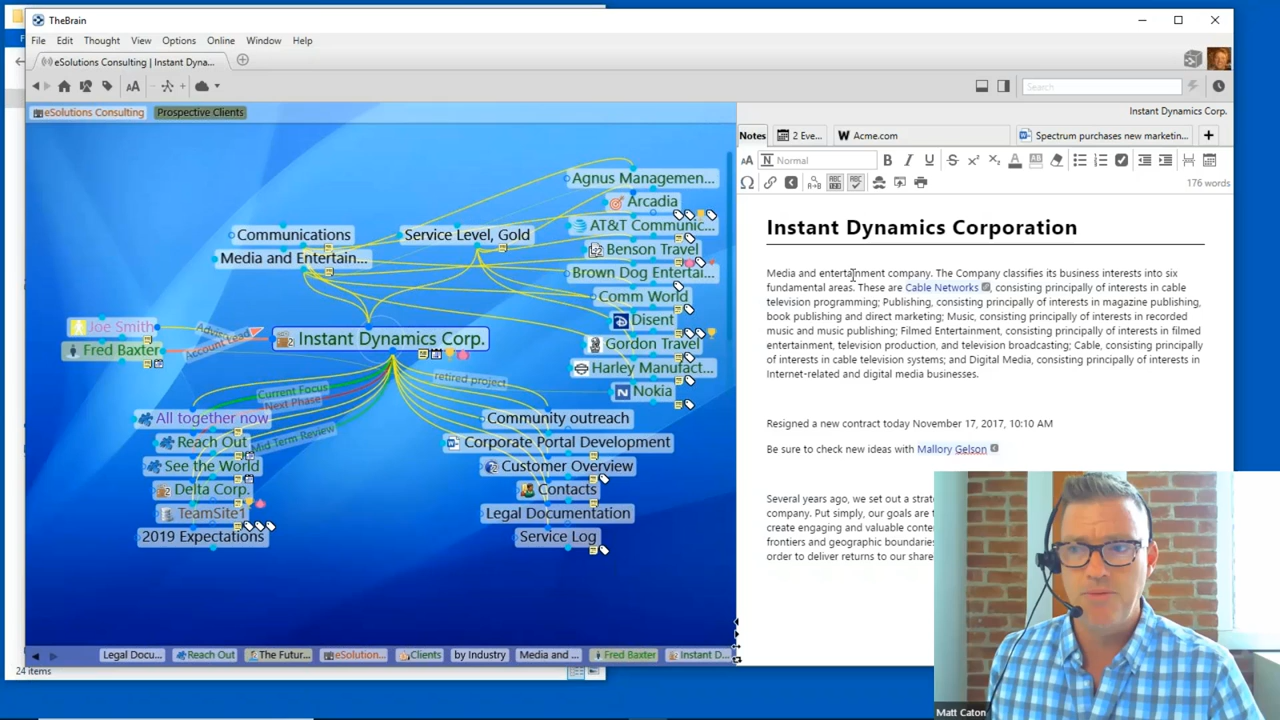 TheBrain
File Edit Thought View Options Online Window Help
eSolutions Consulting | Instant Dyna...
Search
eSolutions Consulting Prospective Clients
Instant Dynamics Corp.
Notes 2 Eve... Acme.com Spectrum purchases new marketin...
Normal
176 words
Communications
Media and Entertain...
Service Level, Gold
Agnus Managemen...
Arcadia
AT&T Communic...
Benson Travel
Brown Dog Entertai...
Comm World
Disent
Gordon Travel
Harley Manufact...
Nokia
Joe Smith
Fred Baxter
Account Lead
Instant Dynamics Corp.
Current Focus
Next Phase
Mid Term Review
retired project
All together now
Reach Out
See the World
Delta Corp.
TeamSite1
2019 Expectations
Community outreach
Corporate Portal Development
Customer Overview
Contacts
Legal Documentation
Service Log
Instant Dynamics Corporation
Media and entertainment company. The Company classifies its business interests into six
fundamental areas. These are Cable Networks, consisting principally of interests in cable
television programming; Publishing, consisting principally of interests in magazine publishing,
book publishing and direct marketing; Music, consisting principally of interests in recorded
music and music publishing; Filmed Entertainment, consisting principally of interests in filmed
entertainment, television production, and television broadcasting; Cable, consisting principally
of interests in cable television systems; and Digital Media, consisting principally of interests in
Internet-related and digital media businesses.
Resigned a new contract today November 17, 2017, 10:10 AM
Be sure to check new ideas with Mallory Gelson
Several years ago, we set out a strat
company. Put simply, our goals are t
create engaging and valuable conte
frontiers and geographic boundaries
order to deliver returns to our share
Legal Docu... Reach Out The Futur... eSolution... Clients by Industry Media and ... Fred Baxter Instant D...
24 items
Matt Caton